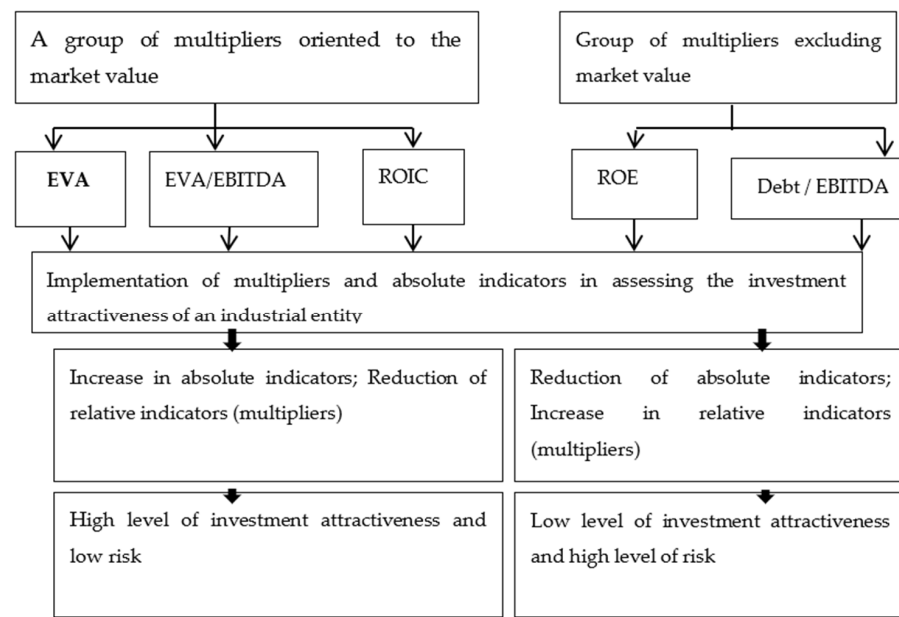 A group of multipliers oriented to the
market value
Group of multipliers excluding
market value
EVA
EVA/EBITDA
ROIC
ROE
Debt / EBITDA
Implementation of multipliers and absolute indicators in assessing the investment
attractiveness of an industrial entity
Increase in absolute indicators; Reduction of
relative indicators (multipliers)
Reduction of absolute indicators;
Increase in relative indicators
(multipliers)
High level of investment attractiveness and
low risk
Low level of investment attractiveness
and high level of risk